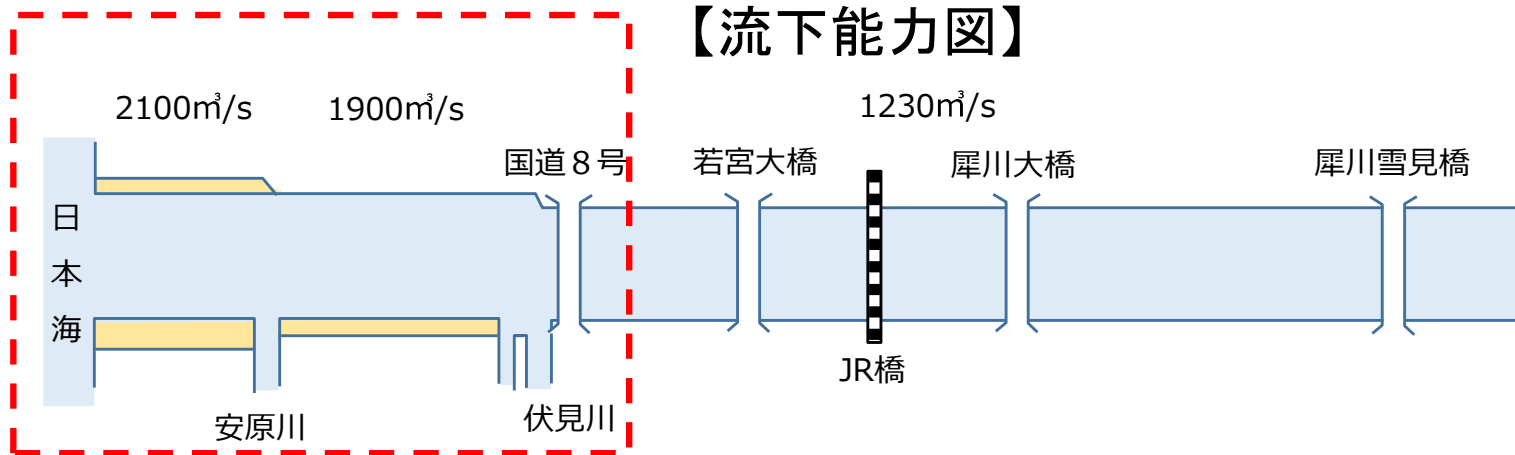 【流下能力図】
2100㎥/s
1900㎥/s
1230㎥/s
国道８号
若宮大橋
犀川大橋
犀川雪見橋
日本海
JR橋
安原川
伏見川